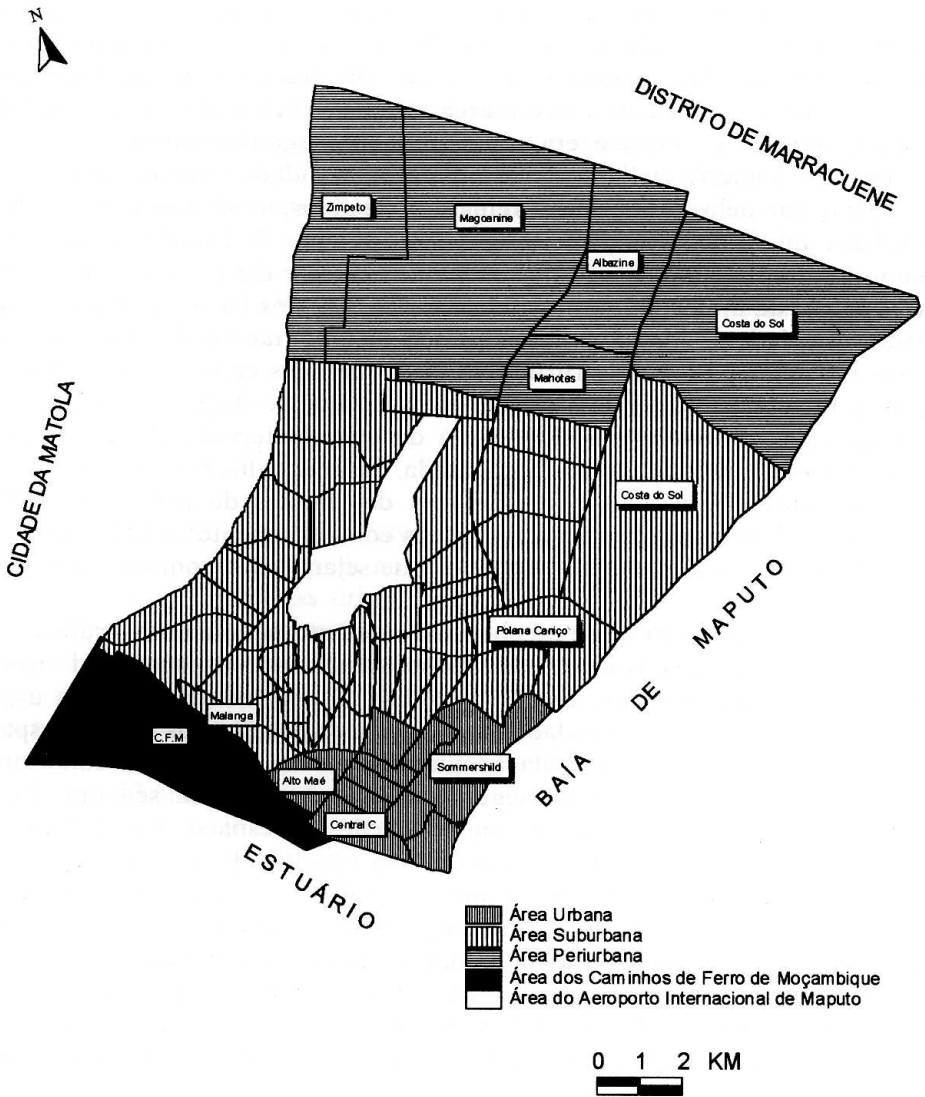 N
DISTRITO DE MARRACUENE
Zimpeto
Magoanine
Albazine
Costa do Sol
Mahotas
CIDADE DA MATOLA
Costa do Sol
Polana Caniço
BAÍA DE MAPUTO
Malanga
C.F.M
Alto Maé
Sommershild
Central C
ESTUÁRIO
Área Urbana
Área Suburbana
Área Periurbana
Área dos Caminhos de Ferro de Moçambique
Área do Aeroporto Internacional de Maputo
0 1 2 KM